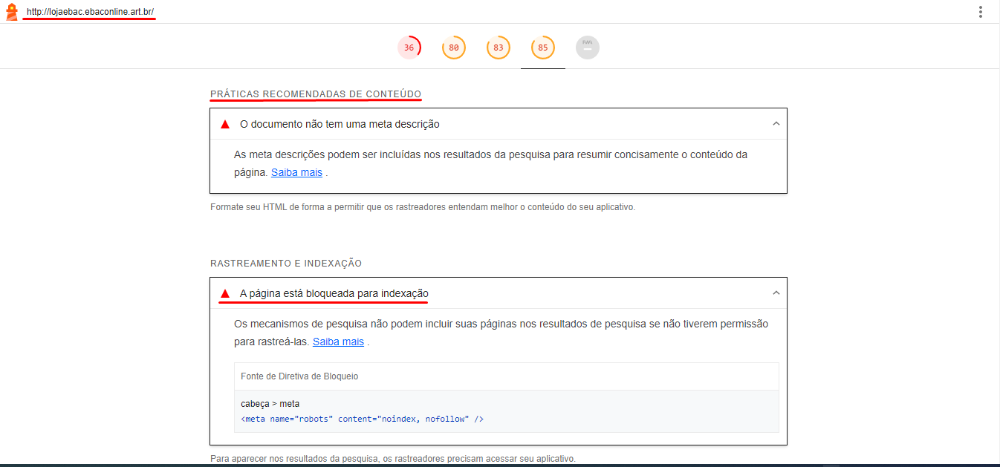 http://lojaebac.ebaconline.art.br/
36 80 83 85 PWA
PRÁTICAS RECOMENDADAS DE CONTEÚDO
O documento não tem uma meta descrição
As meta descrições podem ser incluídas nos resultados da pesquisa para resumir concisamente o conteúdo da
página. Saiba mais .
Formate seu HTML de forma a permitir que os rastreadores entendam melhor o conteúdo do seu aplicativo.
RASTREAMENTO E INDEXAÇÃO
A página está bloqueada para indexação
Os mecanismos de pesquisa não podem incluir suas páginas nos resultados de pesquisa se não tiverem permissão
para rastreá-las. Saiba mais .
Fonte de Diretiva de Bloqueio
cabeça > meta
<meta name="robots" content="noindex, nofollow" />
Para aparecer nos resultados da pesquisa, os rastreadores precisam acessar seu aplicativo.